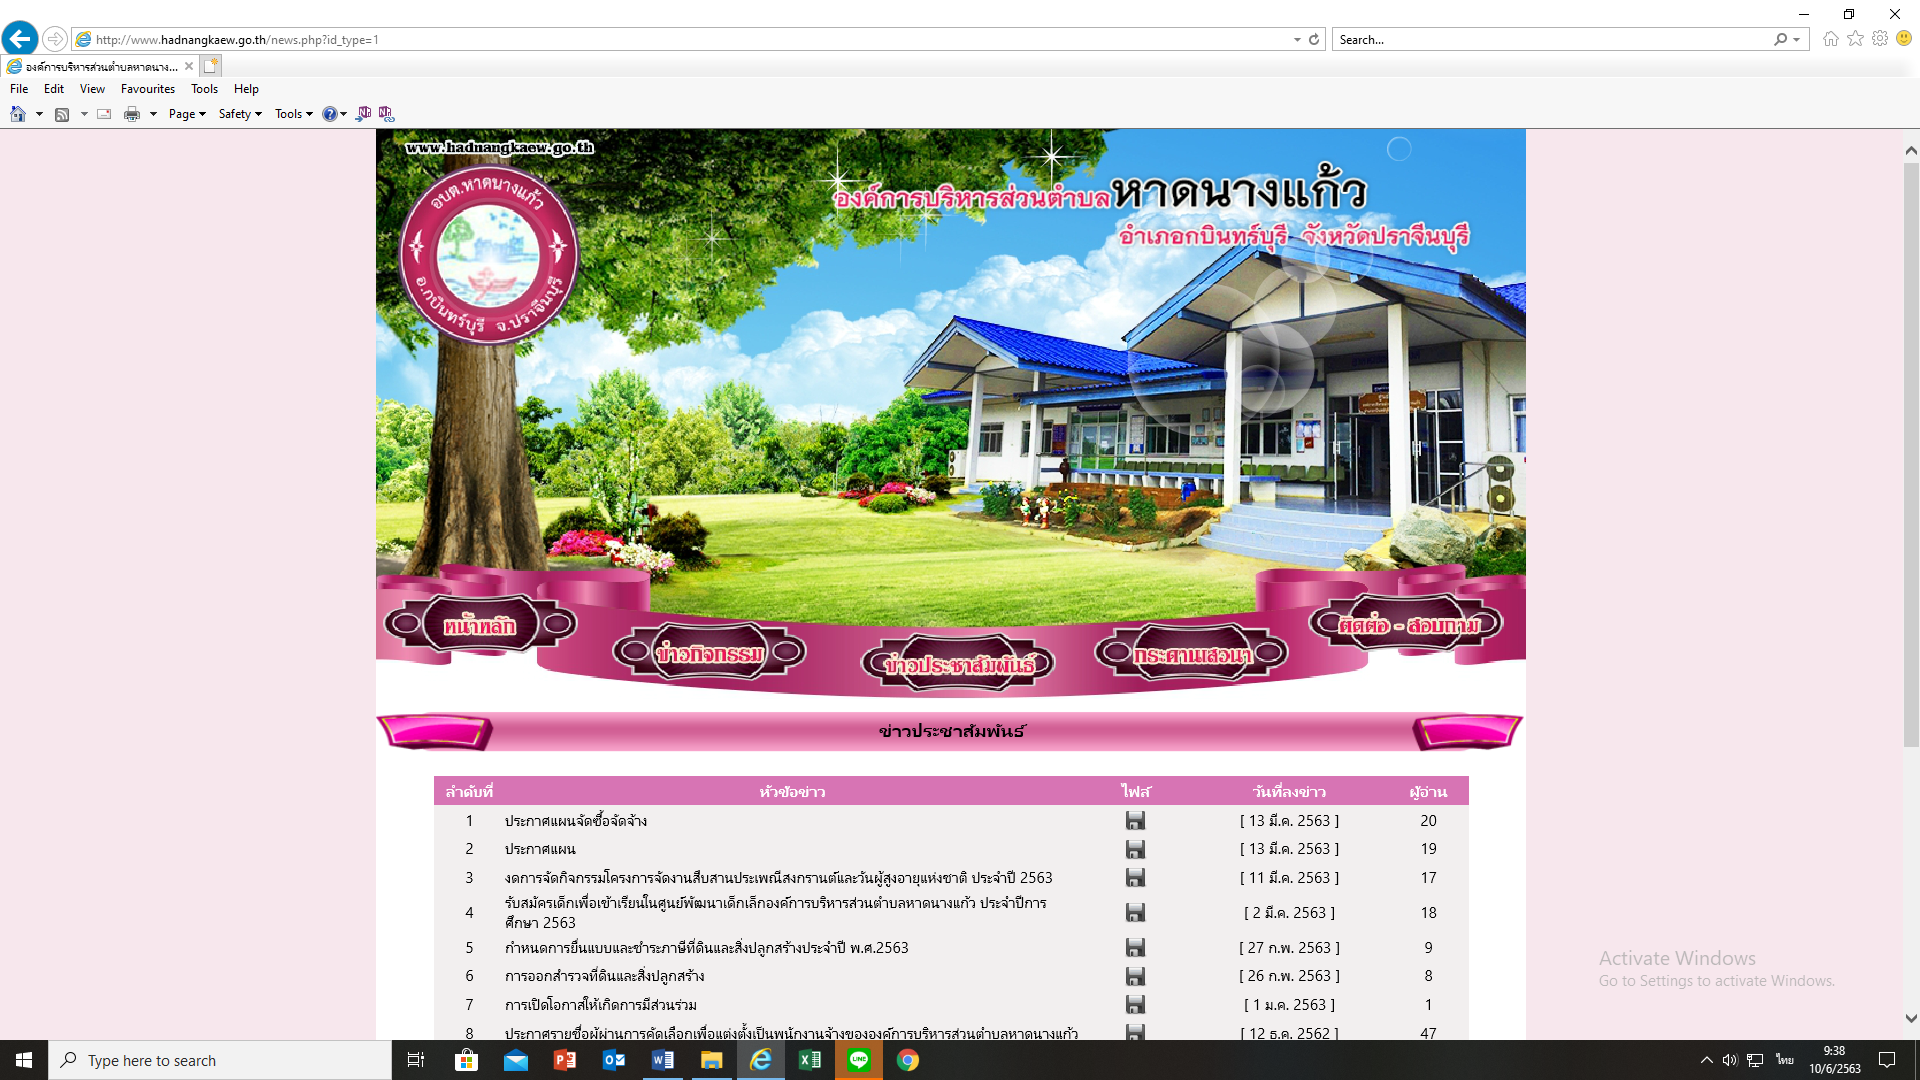 http://www.hadnangkaew.go.th/news.php?id_type=1
Search...
องค์การบริหารส่วนตำบลหาดนาง...
File Edit View Favourites Tools Help
Page Safety Tools
www.hadnangkaew.go.th
อบต.หาดนางแก้ว
อ.กบินทร์บุรี จ.ปราจีนบุรี
องค์การบริหารส่วนตำบลหาดนางแก้ว
อำเภอกบินทร์บุรี จังหวัดปราจีนบุรี
หน้าหลัก
ข่าวกิจกรรม
ข่าวประชาสัมพันธ์
กระดานเสวนา
ติดต่อ - สอบถาม
ข่าวประชาสัมพันธ์
ลำดับที่ หัวข้อข่าว ไฟล์ วันที่ลงข่าว ผู้อ่าน
1 ประกาศแผนจัดซื้อจัดจ้าง [ 13 มี.ค. 2563 ] 20
2 ประกาศแผน [ 13 มี.ค. 2563 ] 19
3 งดการจัดกิจกรรมโครงการจัดงานสืบสานประเพณีสงกรานต์และวันผู้สูงอายุแห่งชาติ ประจำปี 2563 [ 11 มี.ค. 2563 ] 17
4 รับสมัครเด็กเพื่อเข้าเรียนในศูนย์พัฒนาเด็กเล็กองค์การบริหารส่วนตำบลหาดนางแก้ว ประจำปีการ
ศึกษา 2563 [ 2 มี.ค. 2563 ] 18
5 กำหนดการยื่นแบบและชำระภาษีที่ดินและสิ่งปลูกสร้างประจำปี พ.ศ.2563 [ 27 ก.พ. 2563 ] 9
6 การออกสำรวจที่ดินและสิ่งปลูกสร้าง [ 26 ก.พ. 2563 ] 8
7 การเปิดโอกาสให้เกิดการมีส่วนร่วม [ 1 ม.ค. 2563 ] 1
8 ประกาศรายชื่อผู้ผ่านการคัดเลือกเพื่อแต่งตั้งเป็นพนักงานจ้างขององค์การบริหารส่วนตำบลหาดนางแก้ว [ 12 ธ.ค. 2562 ] 47
Activate Windows
Go to Settings to activate Windows.
Type here to search
ไทย
9:38
10/6/2563